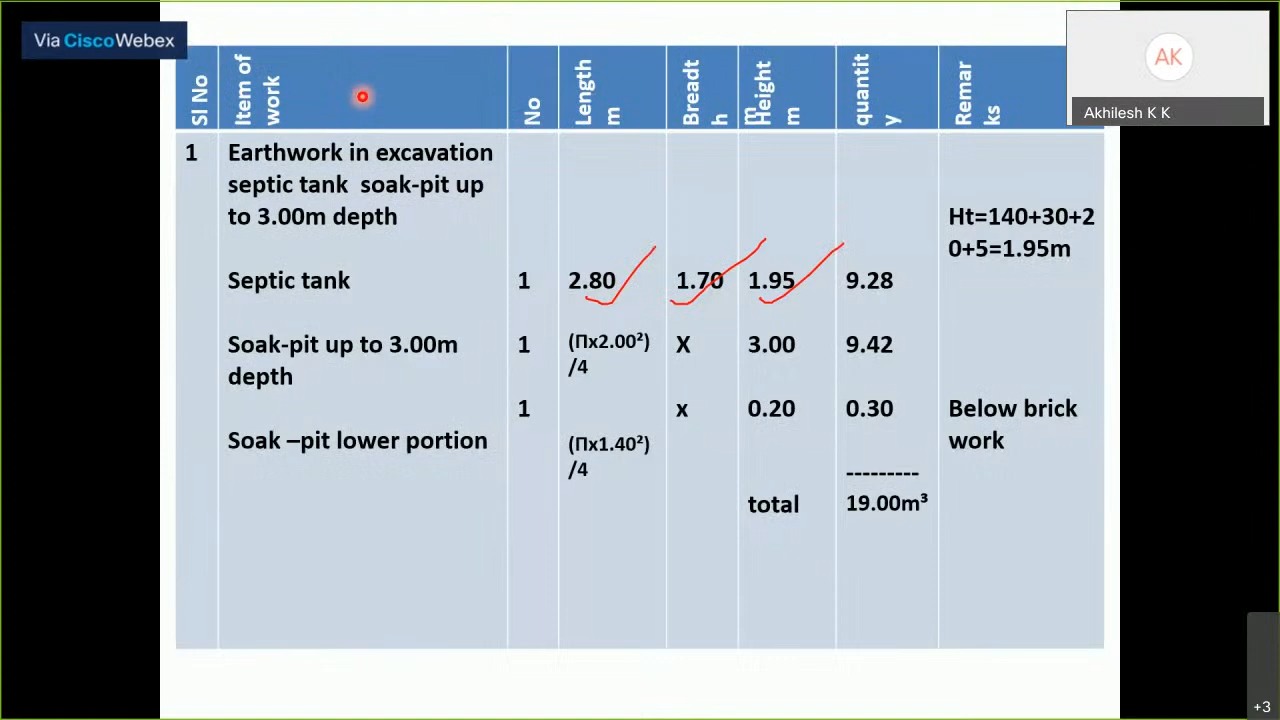 Via CiscoWebex
AK
Akhilesh K K
Sl No
Item of
work
No
Length
m
Breadt
h
m
Height
m
quantit
y
Remar
ks
1
Earthwork in excavation
septic tank soak-pit up
to 3.00m depth
Ht=140+30+2
0+5=1.95m
Septic tank 1 2.80 1.70 1.95 9.28
Soak-pit up to 3.00m
depth
1 (Πx2.00²)
/4
X 3.00 9.42
1 x 0.20 0.30 Below brick
work
Soak –pit lower portion (Πx1.40²)
/4
---------
total 19.00m³
+3